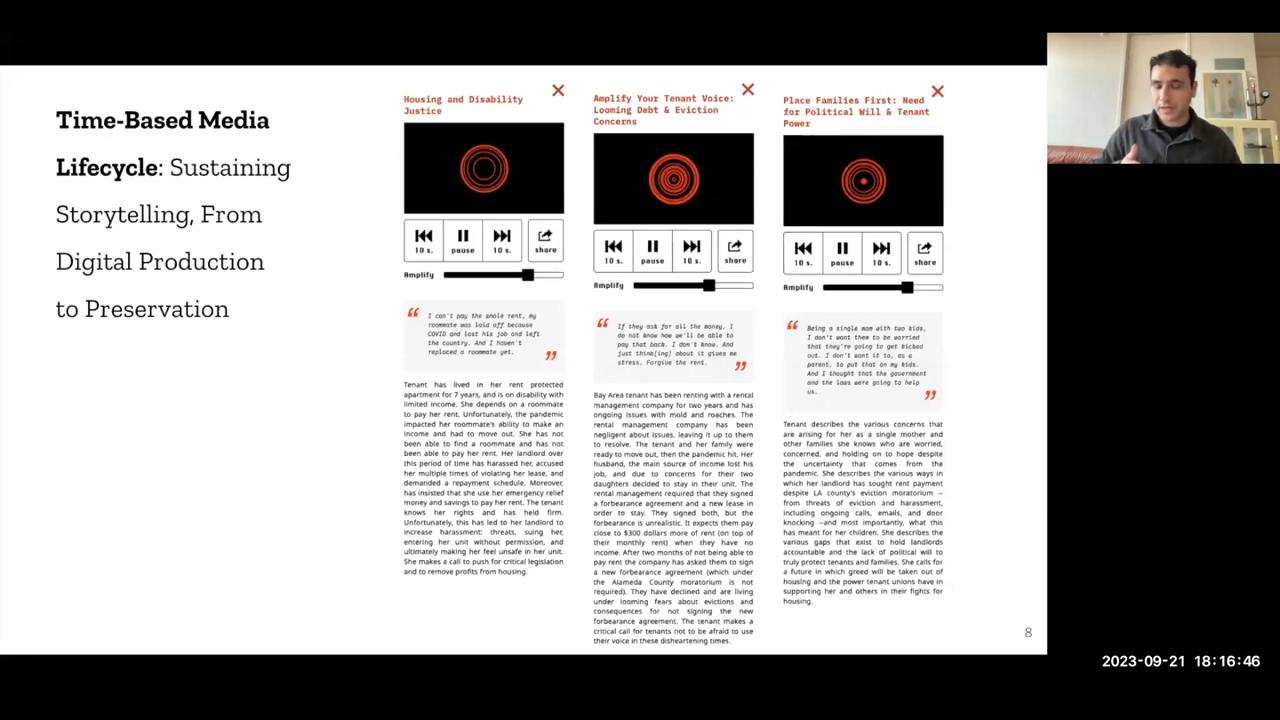 Time-Based Media
Lifecycle: Sustaining
Storytelling, From
Digital Production
to Preservation
Housing and Disability
Justice
10 s.
pause
10 s.
share
Amplify
“ I can't pay the whole rent, my
roommate was laid off because
COVID and lost his job and left
the country. And I haven't
replaced a roommate yet. ”
Tenant has lived in her rent protected
apartment for 7 years, and is on disability with
limited income. She depends on a roommate
to pay her rent. Unfortunately, the pandemic
impacted her roommate's ability to make an
income and had to move out. She has not
been able to find a roommate and has not
been able to pay her rent. Her landlord over
this period of time has harassed her, accused
her multiple times of violating her lease, and
demanded a repayment schedule. Moreover,
has insisted that she use her emergency relief
money and savings to pay her rent. The tenant
knows her rights and has held firm.
Unfortunately, this has led to her landlord to
increase harassment: threats, suing her,
entering her unit without permission, and
ultimately making her feel unsafe in her unit.
She makes a call to push for critical legislation
and to remove profits from housing.
Amplify Your Tenant Voice:
Looming Debt & Eviction
Concerns
10 s.
pause
10 s.
share
Amplify
“ If they ask for all the money, I
do not know how we'll be able to
pay that back. I don't know. And
just think[ing] about it gives me
stress. Forgive the rent. ”
Bay Area tenant has been renting with a rental
management company for two years and has
ongoing issues with mold and roaches. The
rental management company has been
negligent about issues, leaving it up to them
to resolve. The tenant and her family were
ready to move out, then the pandemic hit. Her
husband, the main source of income lost his
job, and due to concerns for their two
daughters decided to stay in their unit. The
rental management required that they signed
a forbearance agreement and a new lease in
order to stay. They signed both, but the
forbearance is unrealistic. It expects them pay
close to $300 dollars more of rent (on top of
their monthly rent) when they have no
income. After two months of not being able to
pay rent the company has asked them to sign
a new forbearance agreement (which under
the Alameda County moratorium is not
required). They have declined and are living
under looming fears about evictions and
consequences for not signing the new
forbearance agreement. The tenant makes a
critical call for tenants not to be afraid to use
their voice in these disheartening times.
Place Families First: Need
for Political Will & Tenant
Power
10 s.
pause
10 s.
share
Amplify
“ Being a single mom with two kids,
I don't want them to be worried
that they're going to get kicked
out. I don't want it to, as a
parent, to put that on my kids.
And I thought that the government
and the laws were going to help
us. ”
Tenant describes the various concerns that
are arising for her as a single mother and
other families she knows who are worried,
concerned, and holding on to hope despite
the uncertainty that comes from the
pandemic. She describes the various ways in
which her landlord has sought rent payment
despite LA county's eviction moratorium --
from threats of eviction and harassment,
including ongoing calls, emails, and door
knocking --and most importantly, what this
has meant for her children. She describes the
various gaps that exist to hold landlords
accountable and the lack of political will to
truly protect tenants and families. She calls for
a future in which greed will be taken out of
housing and the power tenant unions have in
supporting her and others in their fights for
housing.
8
2023-09-21 18:16:46